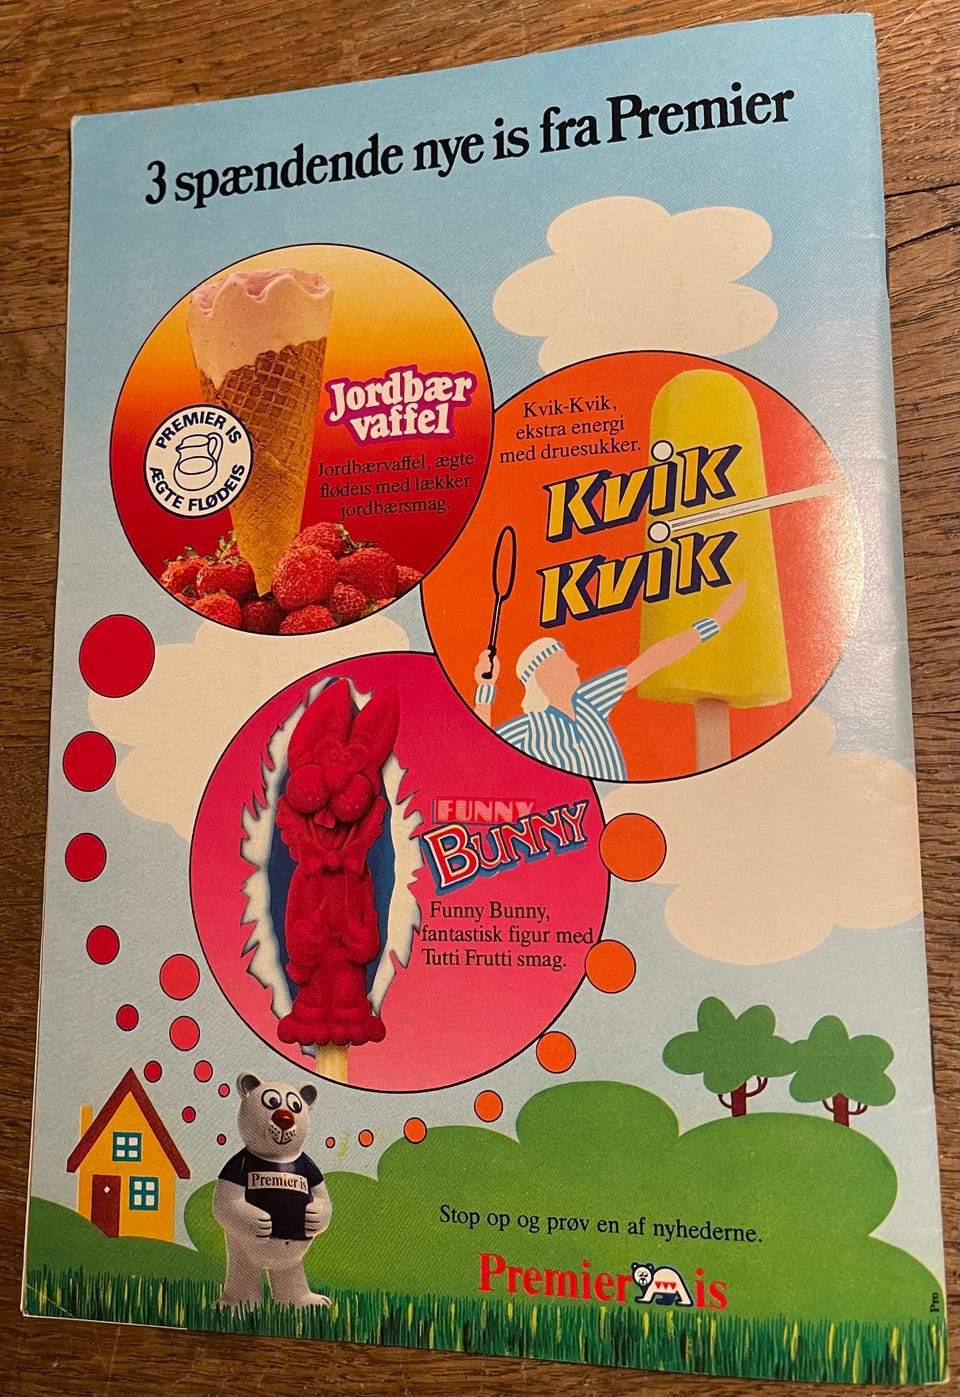 3 spændende nye is fra Premier
PREMIER IS
ÆGTE FLØDEIS
Jordbær
vaffel
Jordbærvaffel, ægte
flødeis med lækker
jordbærsmag.
Kvik-Kvik,
ekstra energi
med druesukker.
KViK
KViK
FUNNY
BUNNY
Funny Bunny,
fantastisk figur med
Tutti Frutti smag.
Premier is
Stop op og prøv en af nyhederne.
Premier is
Pro